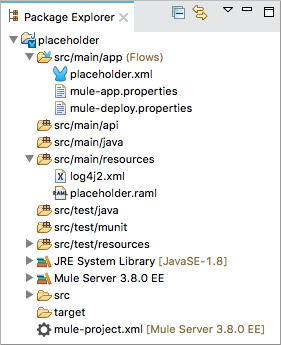 Package Explorer
placeholder
src/main/app (Flows)
placeholder.xml
mule-app.properties
mule-deploy.properties
src/main/api
src/main/java
src/main/resources
log4j2.xml
placeholder.raml
src/test/java
src/test/munit
src/test/resources
JRE System Library [JavaSE-1.8]
Mule Server 3.8.0 EE
src
target
mule-project.xml [Mule Server 3.8.0 EE]